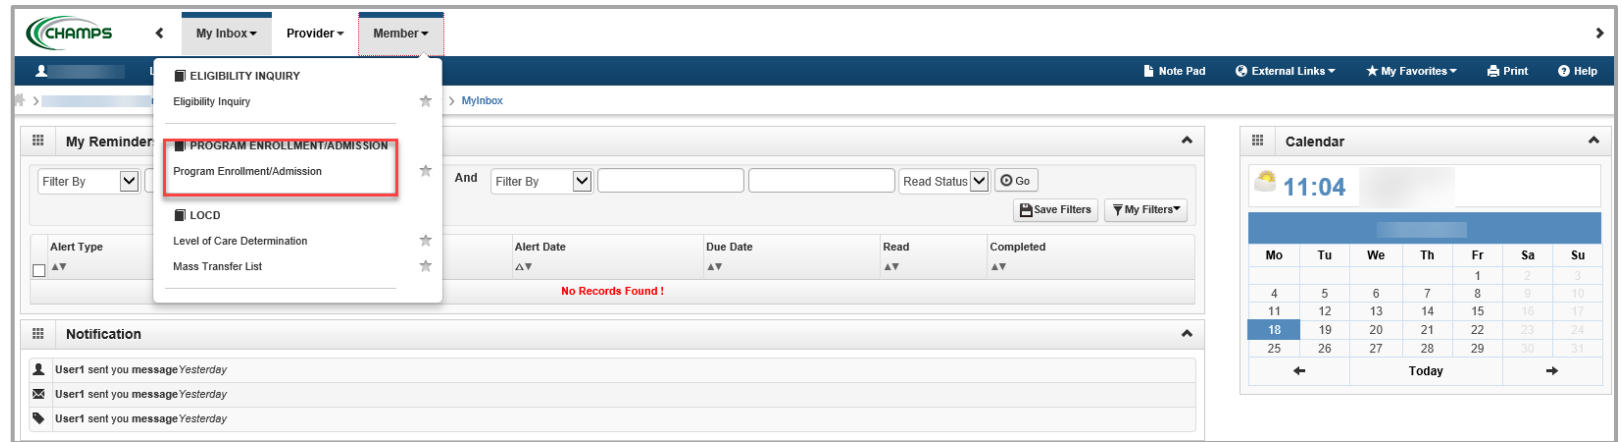 CHAMPS My Inbox Provider Member
Note Pad External Links My Favorites Print Help
ELIGIBILITY INQUIRY
Eligibility Inquiry
> MyInbox
My Reminders
PROGRAM ENROLLMENT/ADMISSION
Program Enrollment/Admission
Filter By And Filter By Read Status Go
Save Filters My Filters
LOCD
Level of Care Determination
Mass Transfer List
Alert Type Alert Date Due Date Read Completed
No Records Found !
Notification
User1 sent you message Yesterday
User1 sent you message Yesterday
User1 sent you message Yesterday
Calendar
11:04
Mo Tu We Th Fr Sa Su
1 2 3
4 5 6 7 8 9 10
11 12 13 14 15 16 17
18 19 20 21 22 23 24
25 26 27 28 29 30 31
Today